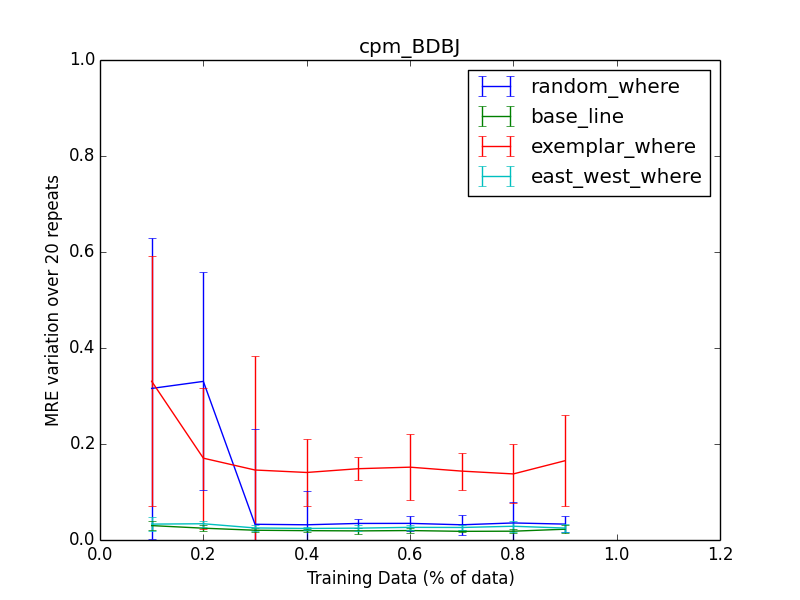 cpm_BDBJ
random_where
base_line
exemplar_where
east_west_where
MRE variation over 20 repeats
1.0
0.8
0.6
0.4
0.2
0.0
0.0 0.2 0.4 0.6 0.8 1.0 1.2
Training Data (% of data)